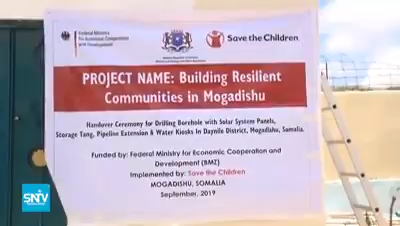 Federal Ministry
for Economic Cooperation
and Development
Save the Children
PROJECT NAME: Building Resilient
Communities in Mogadishu
Handover Ceremony for Drilling Borehole with Solar System Panels,
Storage Tang, Pipeline Extension & Water Kiosks In Daynile District, Mogadishu, Somalia.
Funded by: Federal Ministry for Economic Cooperation and
Development (BMZ)
Implemented by: Save the Children
MOGADISHU, SOMALIA
September, 2019
SNTV